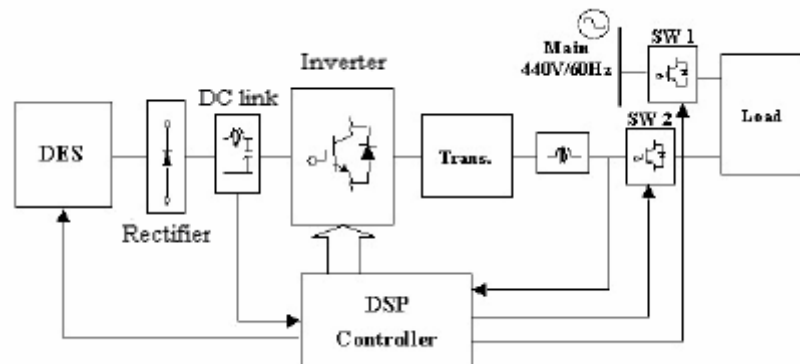 Main
440V/60Hz
SW 1
Load
Inverter
DC link
DES
Rectifier
Trans.
SW 2
DSP
Controller